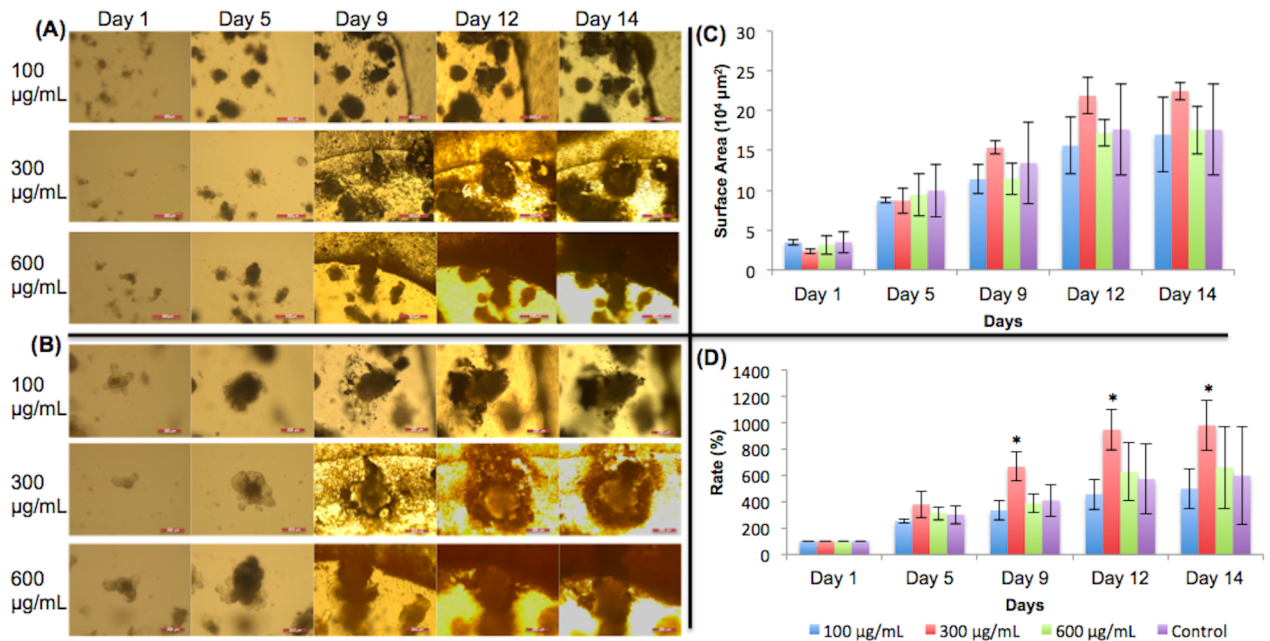 (A)
Day 1 Day 5 Day 9 Day 12 Day 14
100
µg/mL
300
µg/mL
600
µg/mL
(B)
100
µg/mL
300
µg/mL
600
µg/mL
(C)
Surface Area (10⁴ µm²)
30
25
20
15
10
5
0
Day 1 Day 5 Day 9 Day 12 Day 14
Days
(D)
Rate (%)
1400
1200
1000
800
600
400
200
0
* * *
Day 1 Day 5 Day 9 Day 12 Day 14
Days
100 µg/mL 300 µg/mL 600 µg/mL Control